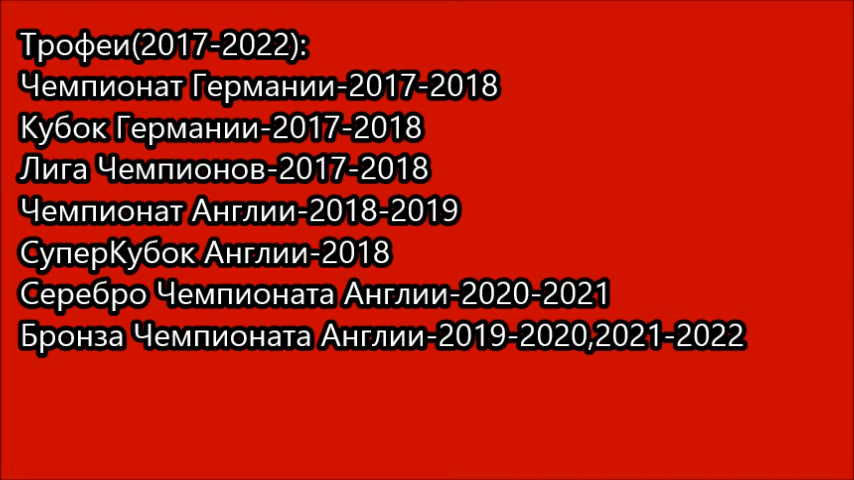 Трофеи(2017-2022):
Чемпионат Германии-2017-2018
Кубок Германии-2017-2018
Лига Чемпионов-2017-2018
Чемпионат Англии-2018-2019
СуперКубок Англии-2018
Серебро Чемпионата Англии-2020-2021
Бронза Чемпионата Англии-2019-2020,2021-2022